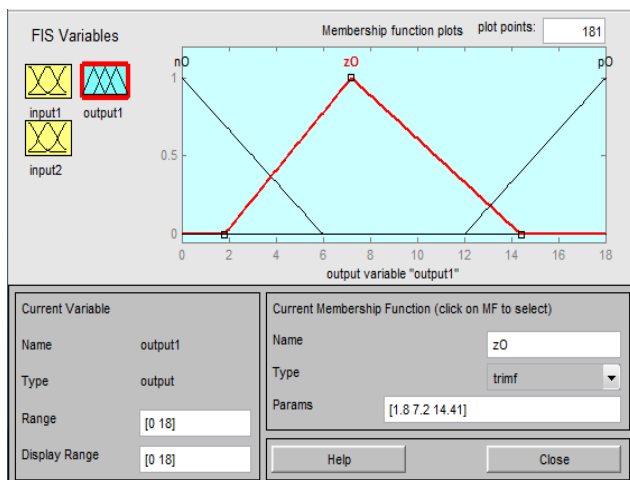 FIS Variables
Membership function plots
plot points:
181
input1
output1
input2
nO
zO
pO
1
0.5
0
0 2 4 6 8 10 12 14 16 18
output variable "output1"
Current Variable
Name output1
Type output
Range [0 18]
Display Range [0 18]
Current Membership Function (click on MF to select)
Name zO
Type trimf
Params [1.8 7.2 14.41]
Help
Close